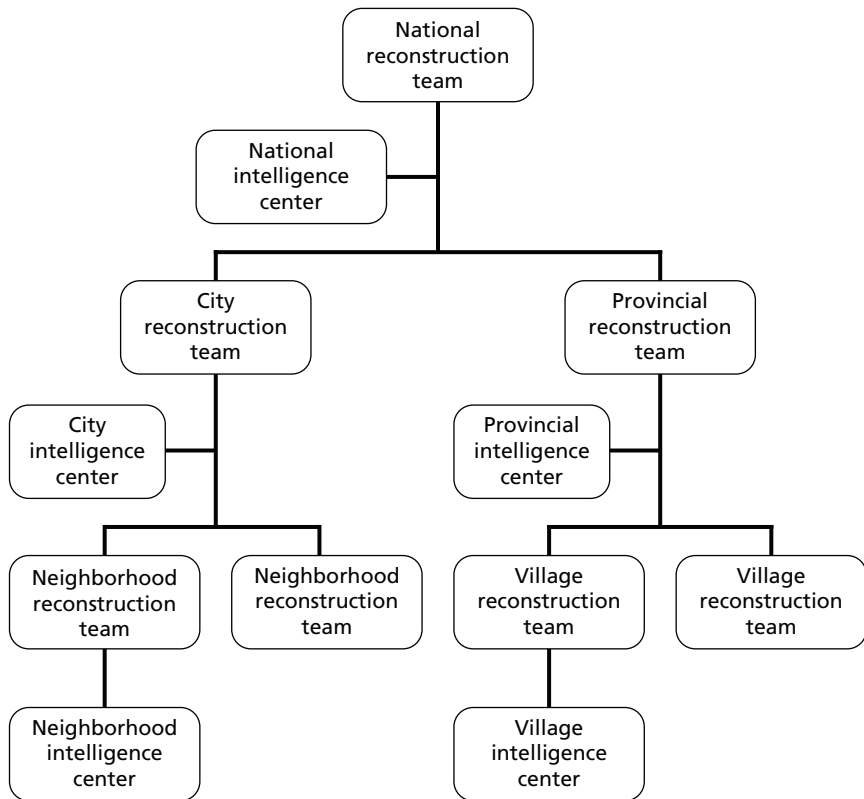 National
reconstruction
team
National
intelligence
center
City
reconstruction
team
Provincial
reconstruction
team
City
intelligence
center
Provincial
intelligence
center
Neighborhood
reconstruction
team
Neighborhood
reconstruction
team
Village
reconstruction
team
Village
reconstruction
team
Neighborhood
intelligence
center
Village
intelligence
center